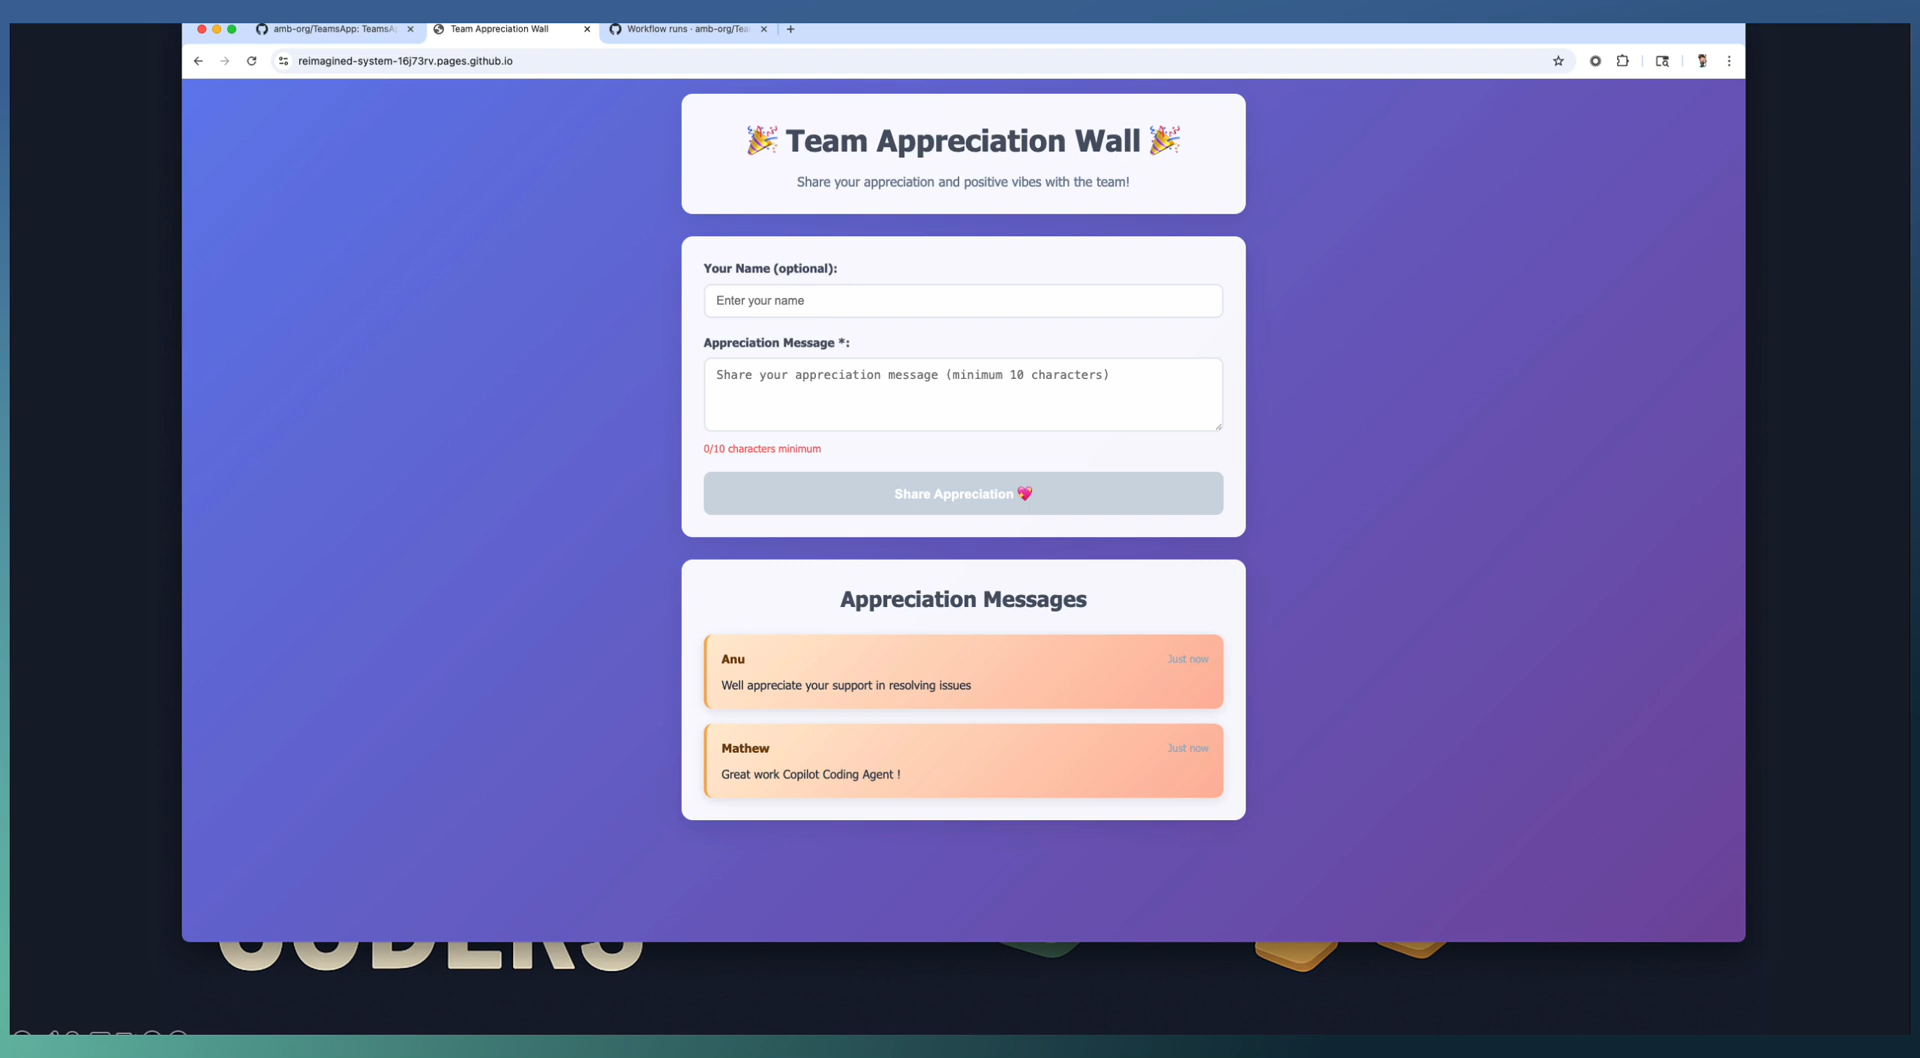 amb-org/TeamsApp: TeamsA
Team Appreciation Wall
Workflow runs · amb-org/Tea
reimagined-system-16j73rv.pages.github.io
🎉 Team Appreciation Wall 🎉
Share your appreciation and positive vibes with the team!
Your Name (optional):
Enter your name
Appreciation Message *:
Share your appreciation message (minimum 10 characters)
0/10 characters minimum
Share Appreciation 💖
Appreciation Messages
Anu
Just now
Well appreciate your support in resolving issues
Mathew
Just now
Great work Copilot Coding Agent !
CODERS